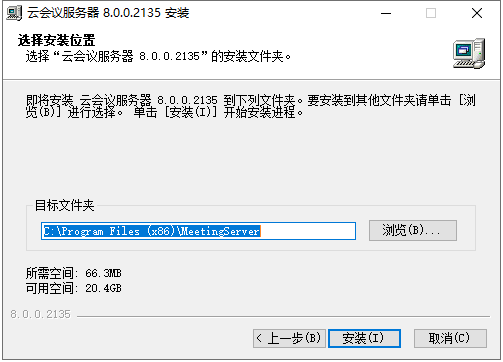 云会议服务器 8.0.0.2135 安装
选择安装位置
选择“云会议服务器 8.0.0.2135”的安装文件夹。
即将安装 云会议服务器 8.0.0.2135 到下列文件夹。要安装到其他文件夹请单击 [浏
览(B)] 进行选择。 单击 [安装(I)] 开始安装进程。
目标文件夹
C:\Program Files (x86)\MeetingServer
浏览(B)...
所需空间: 66.3MB
可用空间: 20.4GB
8.0.0.2135
< 上一步(B)
安装(I)
取消(C)